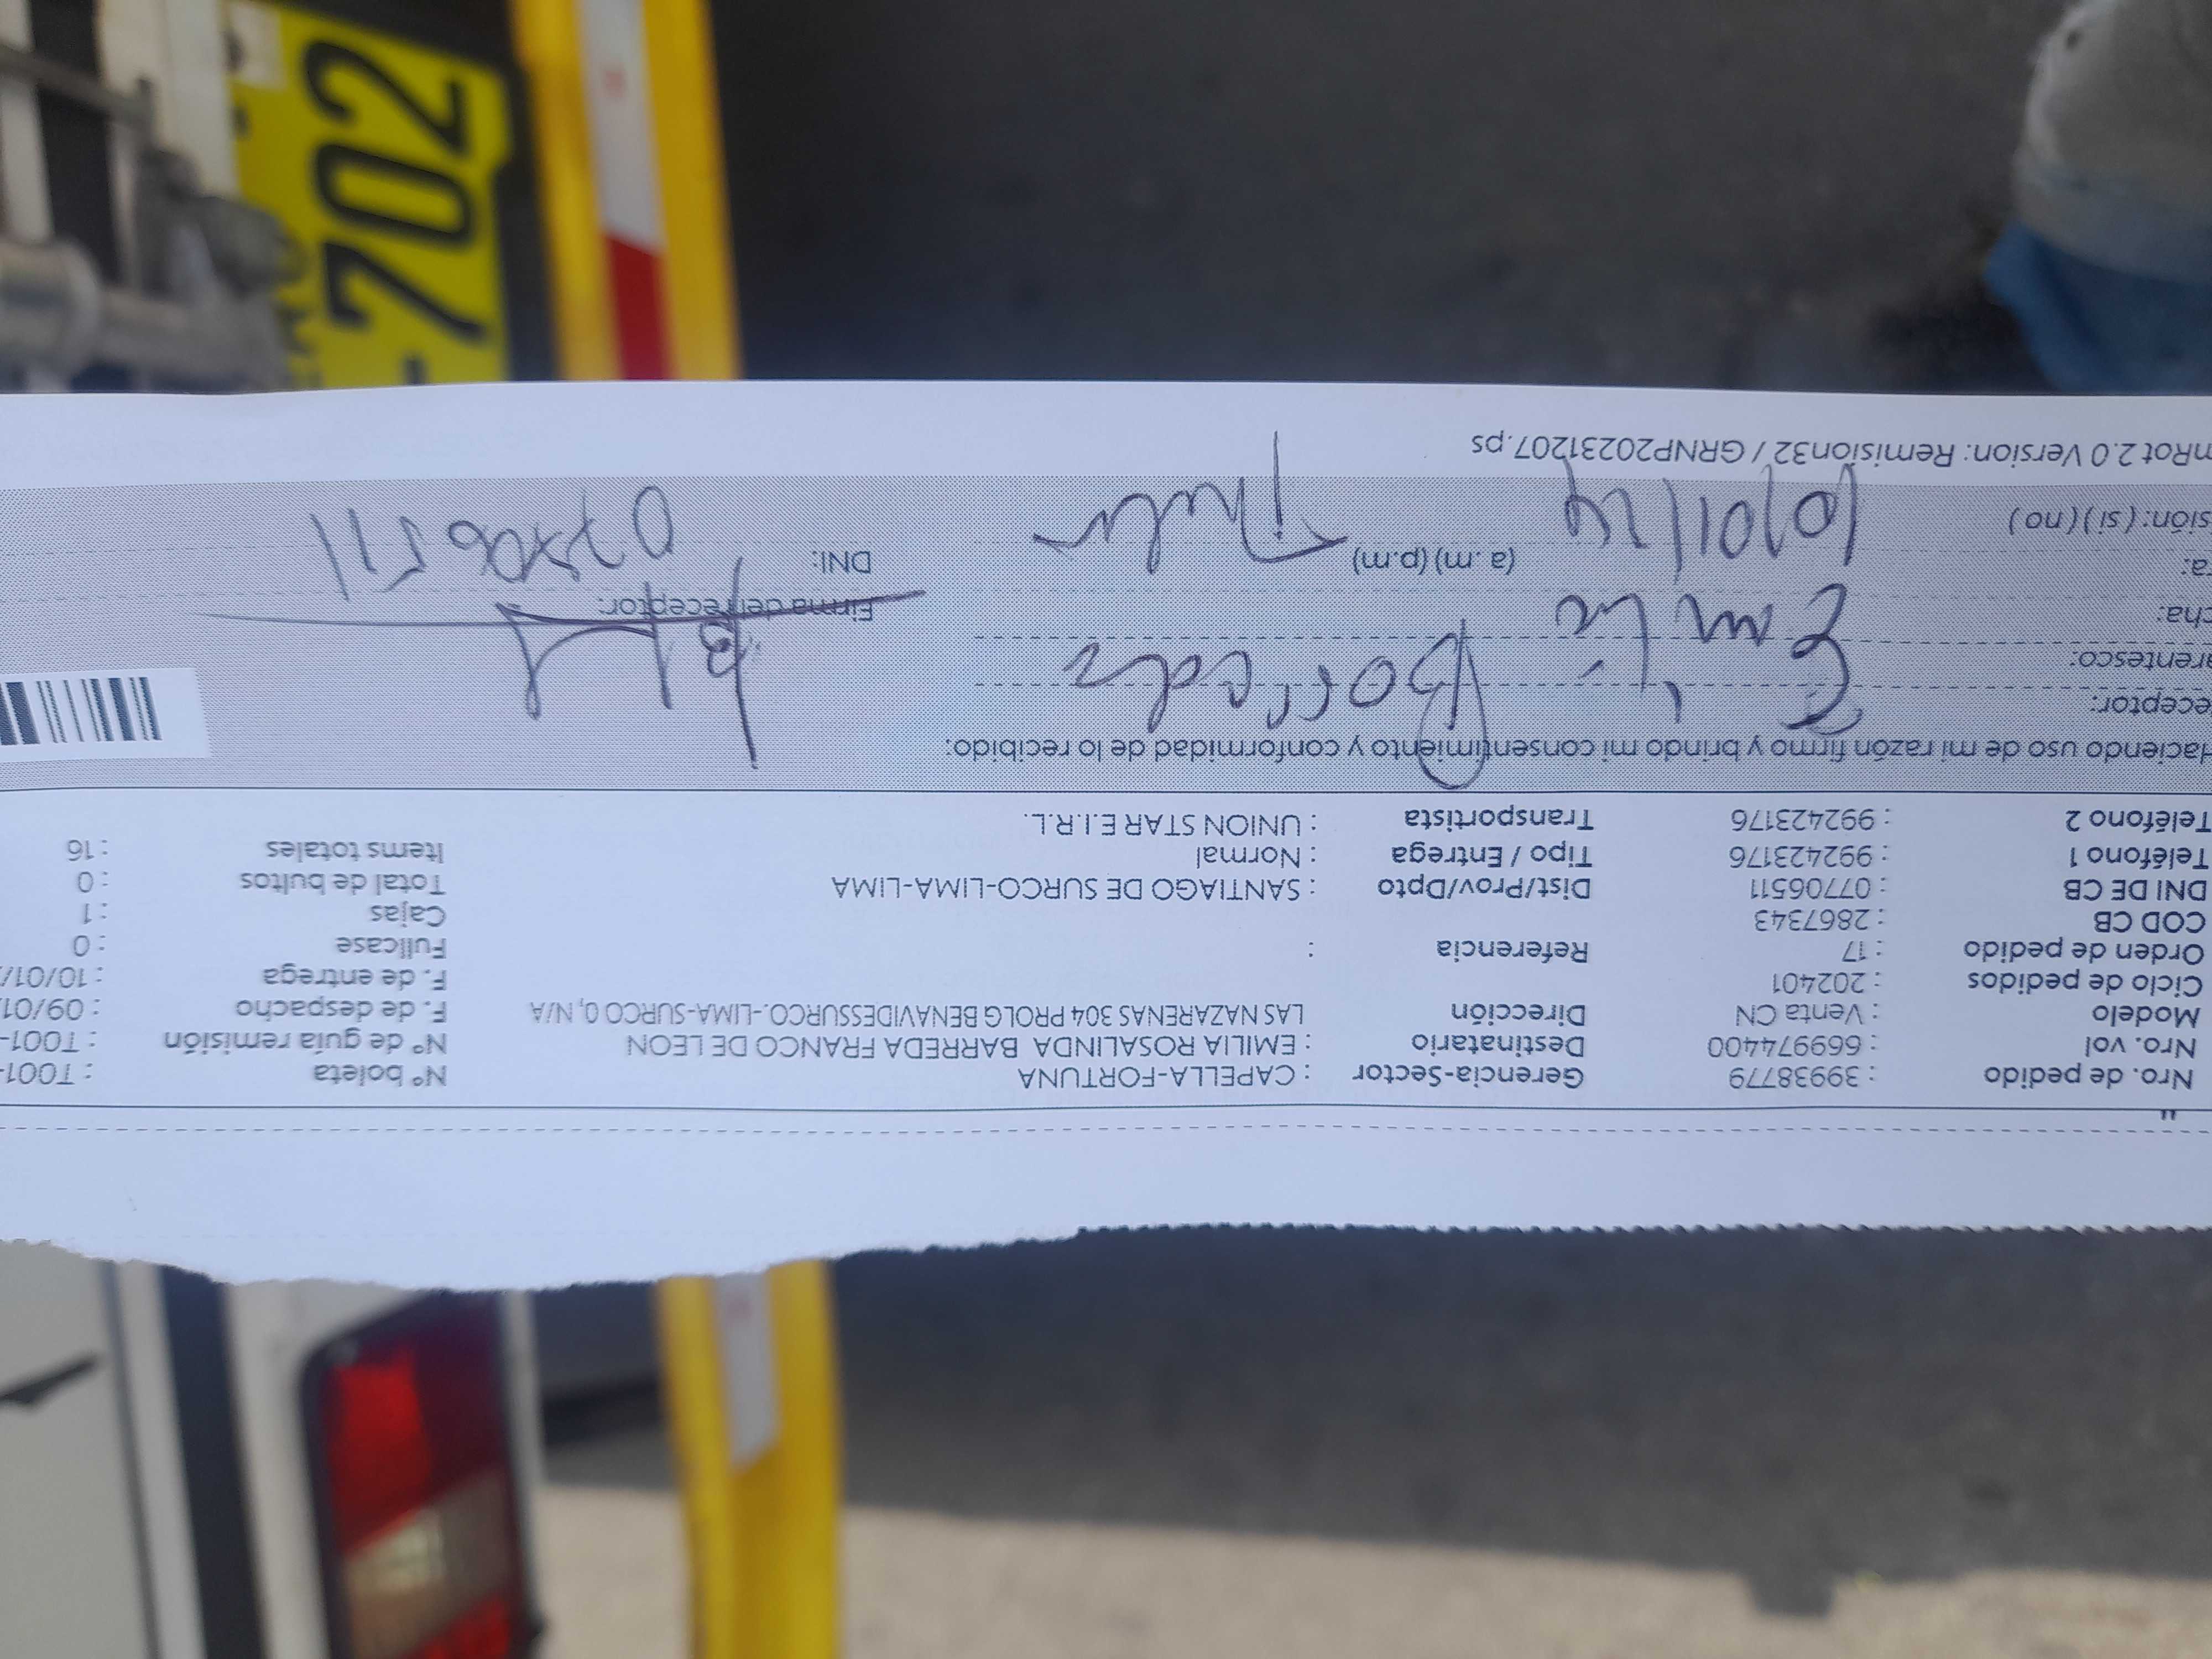 Nro. de pedido : 39938779 Gerencia-Sector : CAPELLA-FORTUNA N° boleta : T001-
Nro. vol. : 669974400 Destinatario : EMILIA ROSALINDA BARREDA FRANCO DE LEON N° de guía remisión : T001-
Modelo : Venta CN Dirección LAS NAZARENAS 304 PROLG BENAVIDESSURCO.-LIMA-SURCO 0, N/A F. de despacho : 09/01
Ciclo de pedidos : 202401 F. de entrega : 10/01/
Orden de pedido : 17 Referencia : Fullcase : 0
COD CB : 2867343 Cajas : 1
DNI DE CB : 07706511 Dist/Prov/Dpto : SANTIAGO DE SURCO-LIMA-LIMA Total de bultos : 0
Teléfono 1 : 992423176 Tipo / Entrega : Normal Items totales : 16
Teléfono 2 : 992423176 Transportista : UNION STAR E.I.R.L.
Haciendo uso de mi razón firmo y brindo mi consentimiento y conformidad de lo recibido:
eceptor: Emilia Barreda
arentesco:
cha: 10/01/24 Firma del receptor:
ra: (a. m) (p.m) Titular DNI: 07706511
sión: ( si ) ( no )
nRot 2.0 Version: Remision32 / GRNP20231207.ps
-702